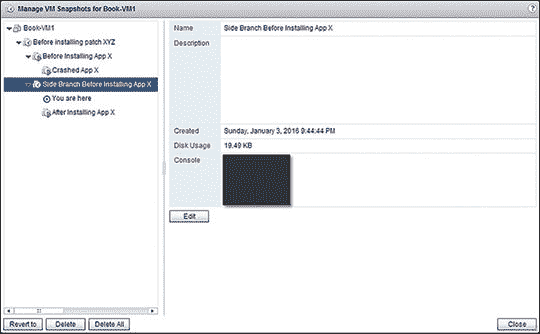 Manage VM Snapshots for Book-VM1
?
Book-VM1
Before installing patch XYZ
Before Installing App X
Crashed App X
Side Branch Before Installing App X
You are here
After Installing App X
Name Side Branch Before Installing App X
Description
Created Sunday, January 3, 2016 9:44:44 PM
Disk Usage 19.49 KB
Console
Edit
Revert to Delete Delete All Close